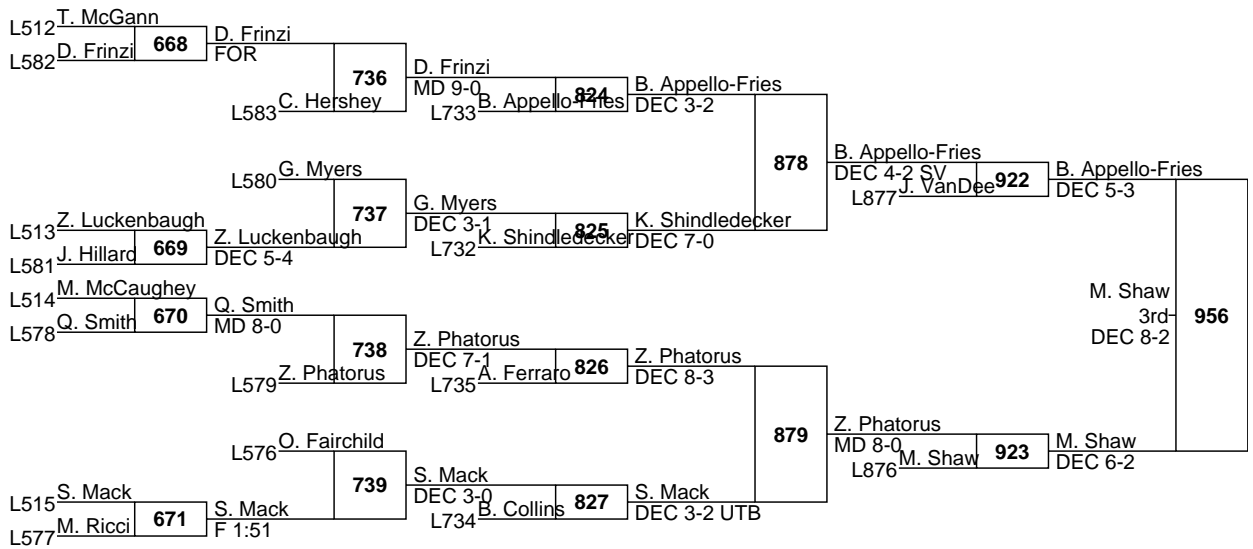 L512 T. McGann
L582 D. Frinzi
668
D. Frinzi
FOR
L583 C. Hershey
736
D. Frinzi
MD 9-0
L733 B. Appello-Fries
824
B. Appello-Fries
DEC 3-2
L580 G. Myers
L513 Z. Luckenbaugh
L581 J. Hillard
669
Z. Luckenbaugh
DEC 5-4
737
G. Myers
DEC 3-1
L732 K. Shindledecker
825
K. Shindledecker
DEC 7-0
878
B. Appello-Fries
DEC 4-2 SV
L877 J. VanDee
922
B. Appello-Fries
DEC 5-3
L514 M. McCaughey
L578 Q. Smith
670
Q. Smith
MD 8-0
L579 Z. Phatorus
738
Z. Phatorus
DEC 7-1
L735 A. Ferraro
826
Z. Phatorus
DEC 8-3
L576 O. Fairchild
L515 S. Mack
L577 M. Ricci
671
S. Mack
F 1:51
739
S. Mack
DEC 3-0
L734 B. Collins
827
S. Mack
DEC 3-2 UTB
879
Z. Phatorus
MD 8-0
L876 M. Shaw
923
M. Shaw
DEC 6-2
M. Shaw
3rd
DEC 8-2
956